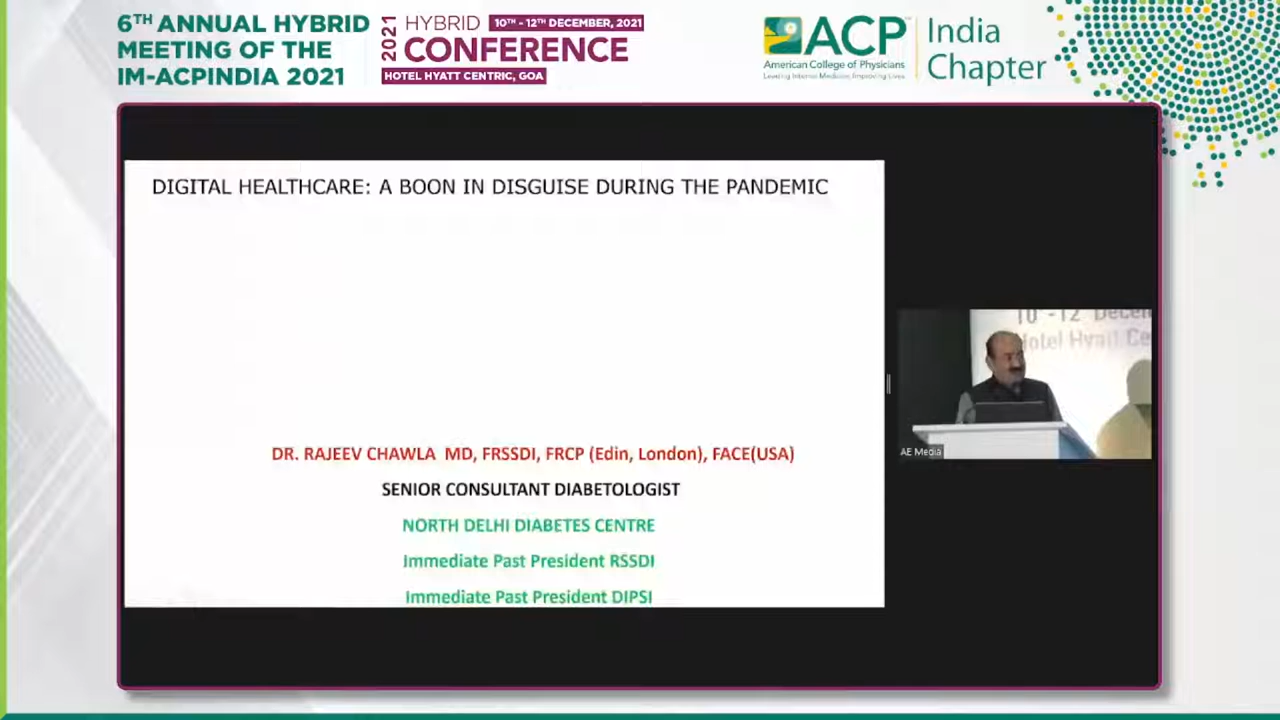 6TH ANNUAL HYBRID
MEETING OF THE
IM-ACPINDIA 2021
2021
HYBRID
10TH - 12TH DECEMBER, 2021
CONFERENCE
HOTEL HYATT CENTRIC, GOA
ACP
American College of Physicians
Leading Internal Medicine, Improving Lives
India
Chapter
DIGITAL HEALTHCARE: A BOON IN DISGUISE DURING THE PANDEMIC
DR. RAJEEV CHAWLA MD, FRSSDI, FRCP (Edin, London), FACE(USA)
SENIOR CONSULTANT DIABETOLOGIST
NORTH DELHI DIABETES CENTRE
Immediate Past President RSSDI
Immediate Past President DIPSI
Hotel
AE Media